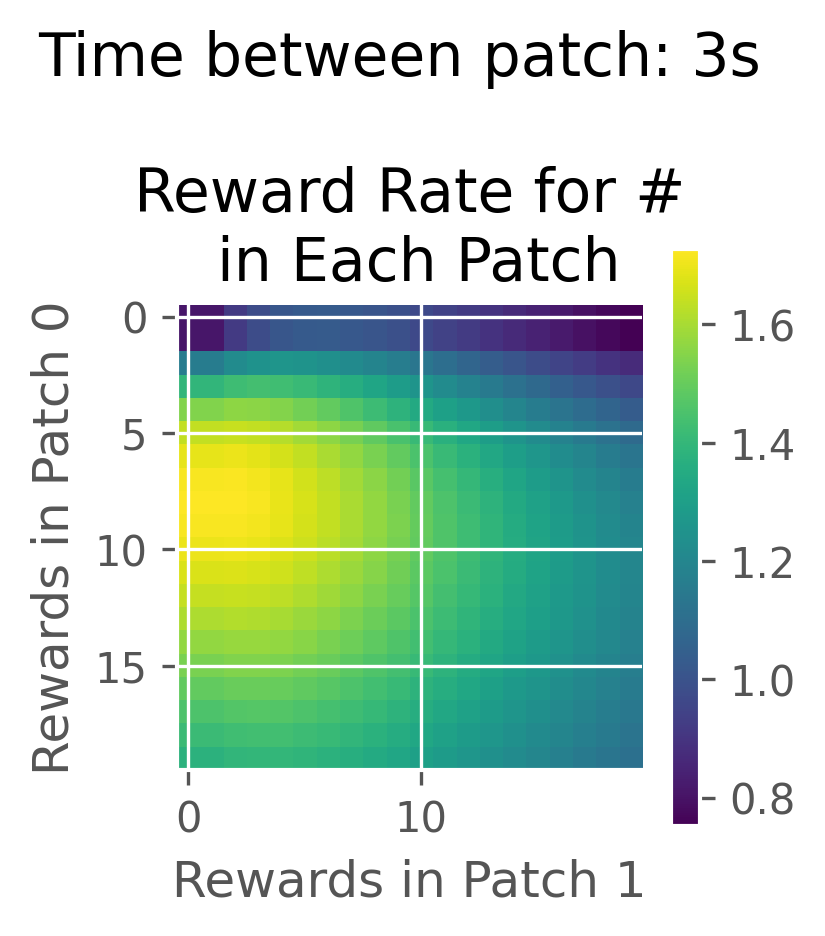 Time between patch: 3s
Reward Rate for #
in Each Patch
Rewards in Patch 0
0
5
10
15
0
10
Rewards in Patch 1
1.6
1.4
1.2
1.0
0.8